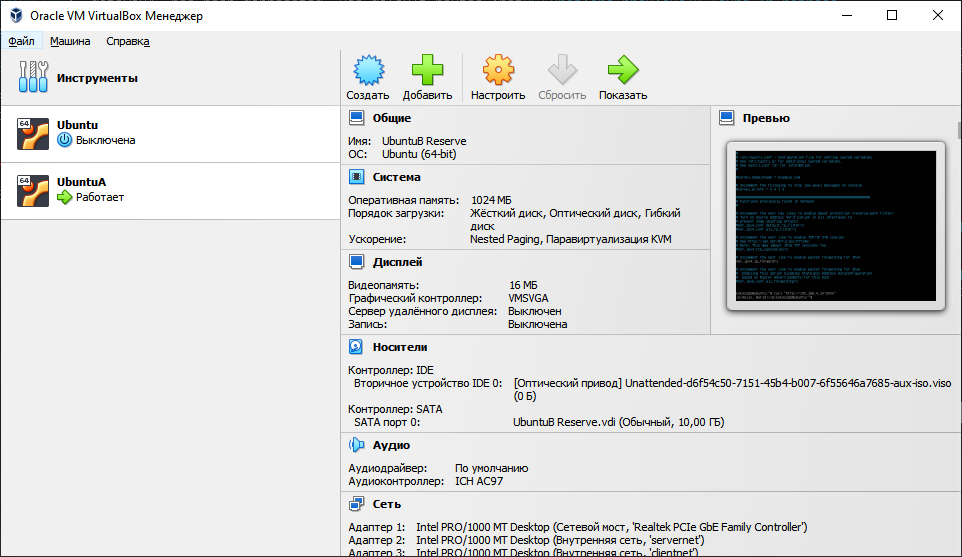 Oracle VM VirtualBox Менеджер
Файл Машина Справка
Инструменты
64
Ubuntu
Выключена
64
UbuntuA
Работает
Создать Добавить Настроить Сбросить Показать
Общие
Имя: UbuntuB Reserve
ОС: Ubuntu (64-bit)
Система
Оперативная память: 1024 МБ
Порядок загрузки: Жёсткий диск, Оптический диск, Гибкий
диск
Ускорение: Nested Paging, Паравиртуализация KVM
Дисплей
Видеопамять: 16 МБ
Графический контроллер: VMSVGA
Сервер удалённого дисплея: Выключен
Запись: Выключена
Превью
Носители
Контроллер: IDE
Вторичное устройство IDE 0: [Оптический привод] Unattended-d6f54c50-7151-45b4-b007-6f55646a7685-aux-iso.viso
(0 Б)
Контроллер: SATA
SATA порт 0: UbuntuB Reserve.vdi (Обычный, 10,00 ГБ)
Аудио
Аудиодрайвер: По умолчанию
Аудиоконтроллер: ICH AC97
Сеть
Адаптер 1: Intel PRO/1000 MT Desktop (Сетевой мост, 'Realtek PCIe GbE Family Controller')
Адаптер 2: Intel PRO/1000 MT Desktop (Внутренняя сеть, 'servernet')
Адаптер 3: Intel PRO/1000 MT Desktop (Внутренняя сеть, 'clientnet')